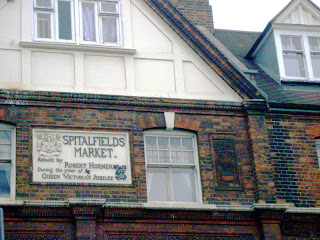 SPITALFIELDS
MARKET.
Rebuilt by
ROBERT HORNER
During the year of
QUEEN VICTORIA'S JUBILEE